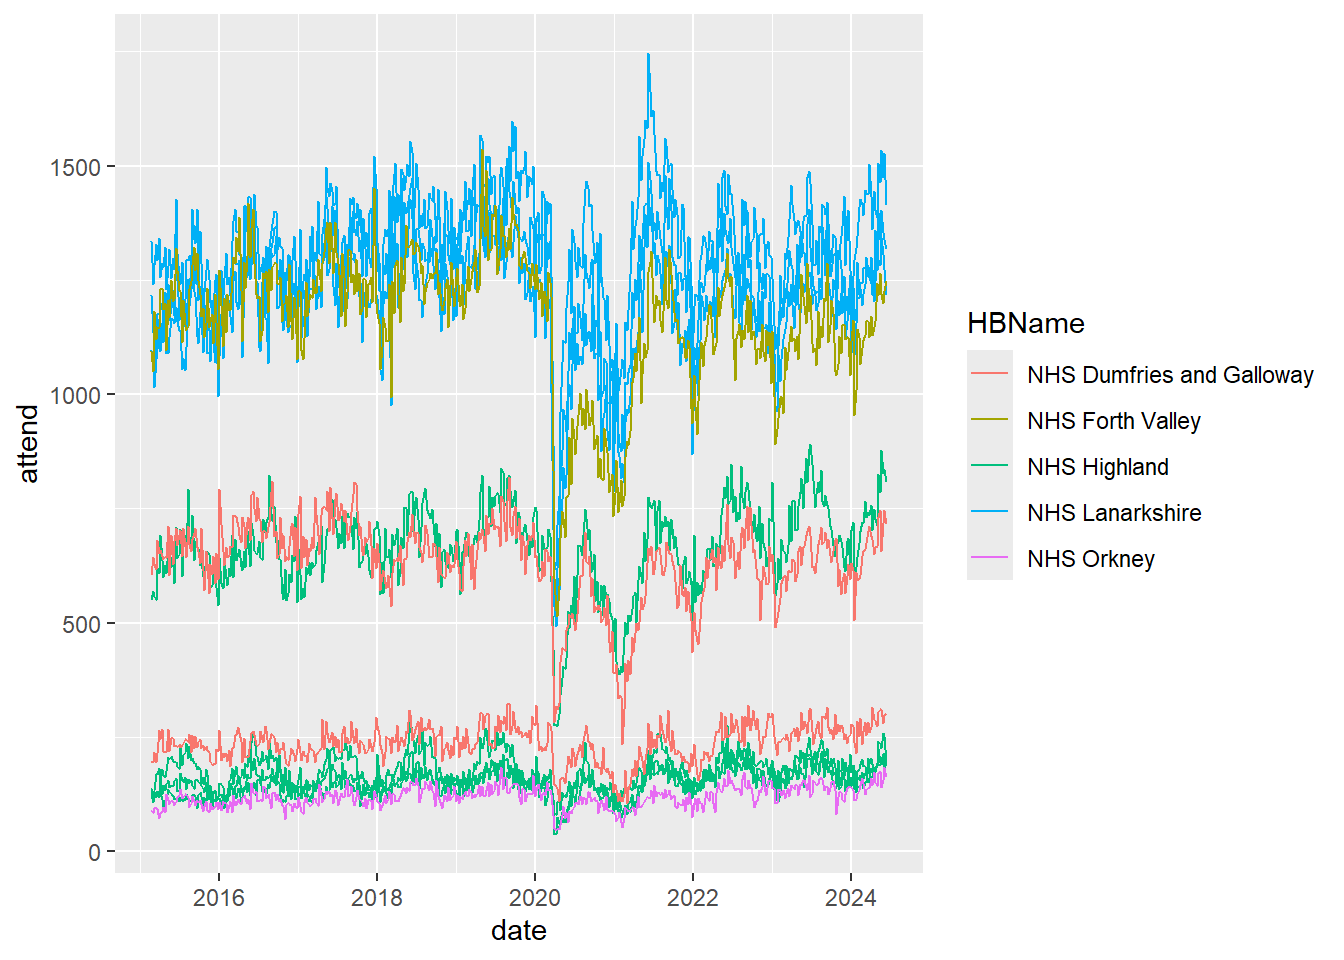 1500
1000
500
0
attend
2016 2018 2020 2022 2024
date
HBName
NHS Dumfries and Galloway
NHS Forth Valley
NHS Highland
NHS Lanarkshire
NHS Orkney